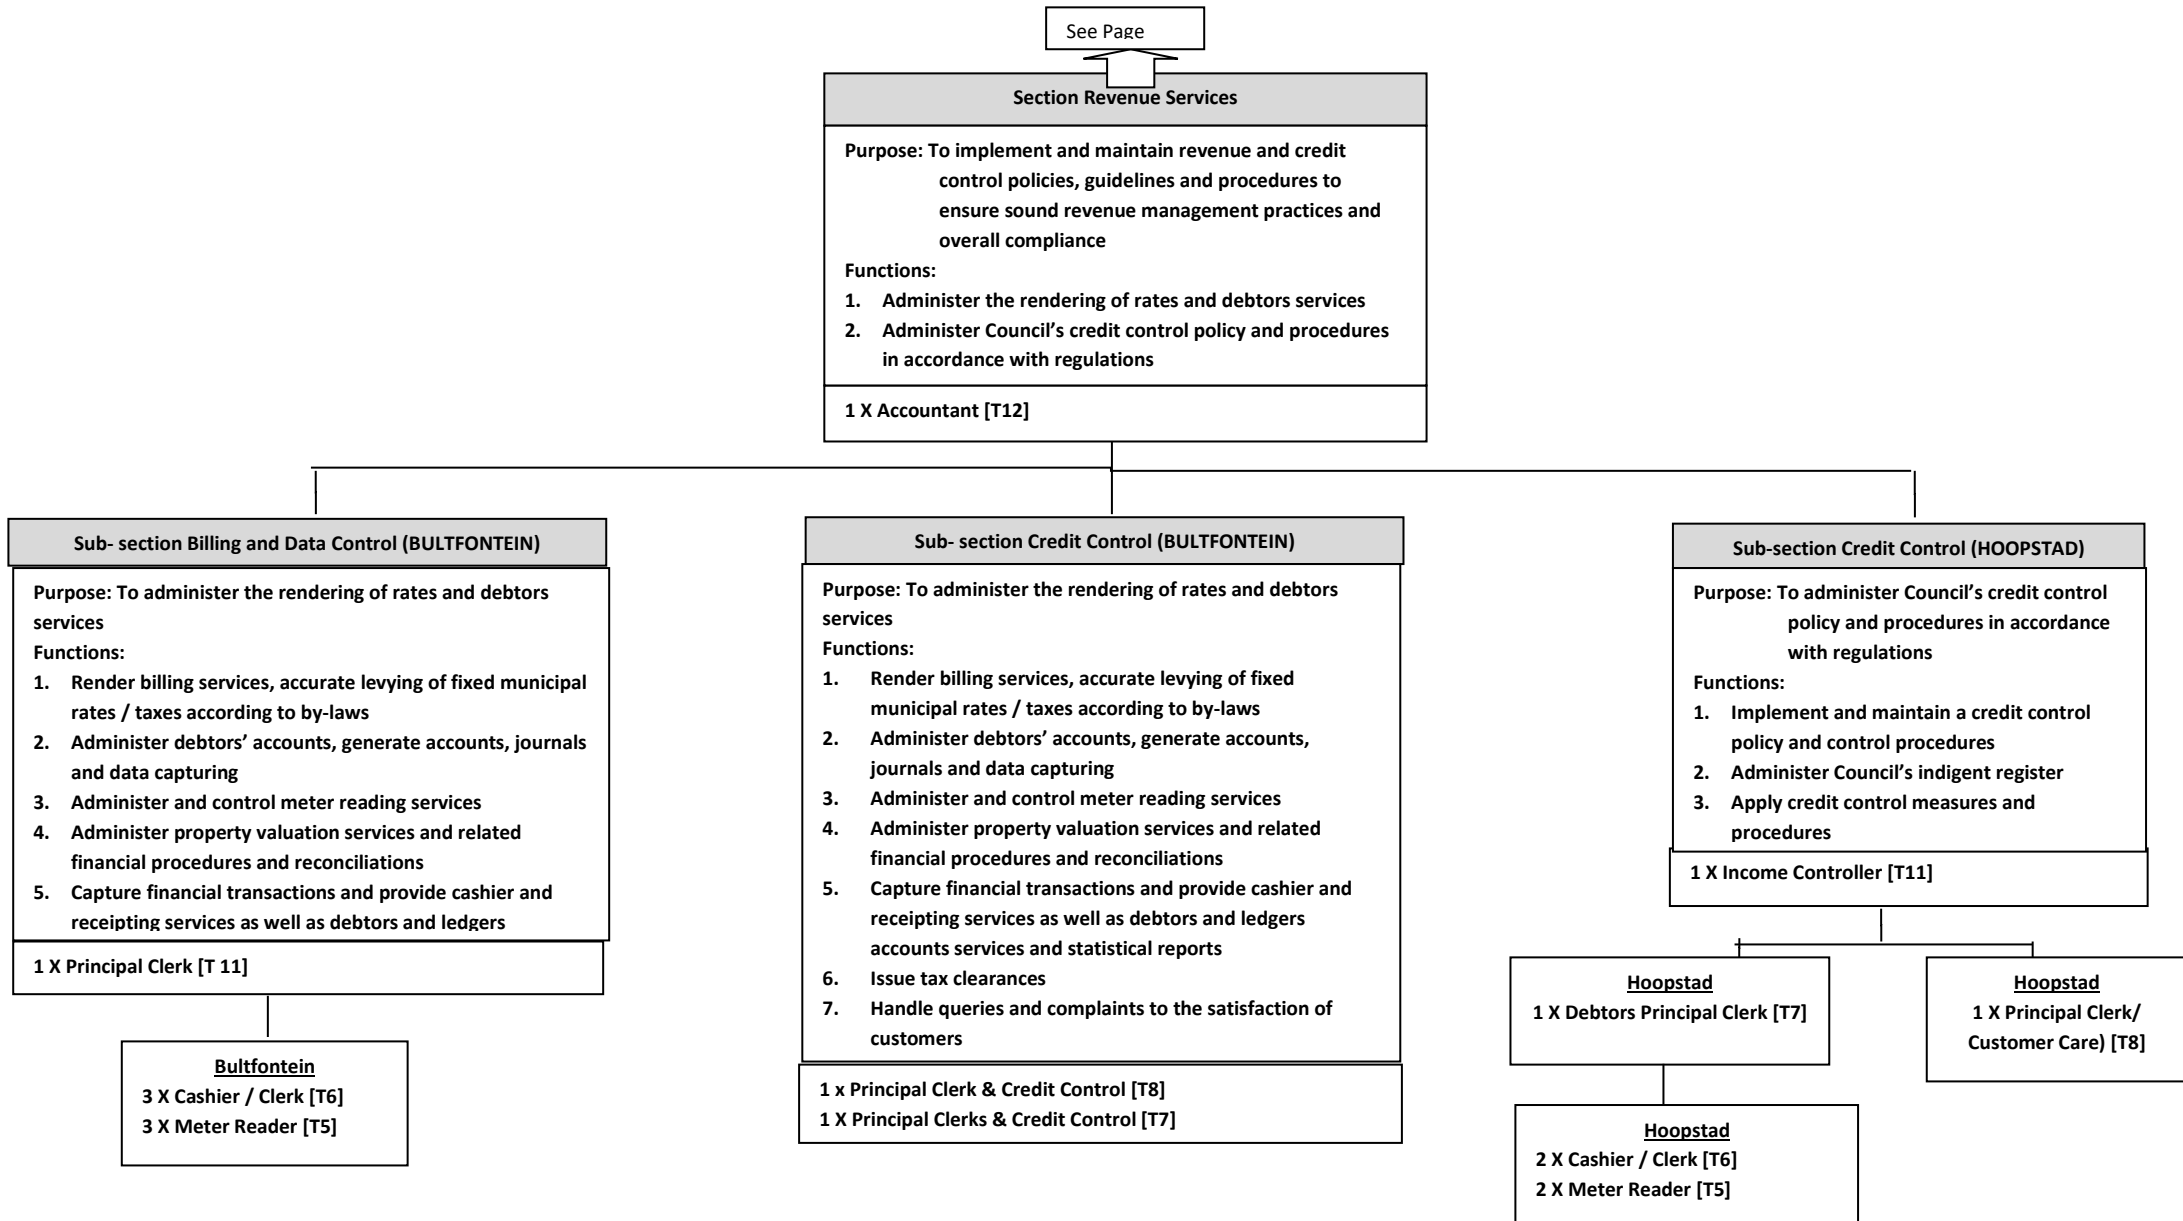 See Page
Section Revenue Services
Purpose: To implement and maintain revenue and credit
control policies, guidelines and procedures to
ensure sound revenue management practices and
overall compliance
Functions:
1. Administer the rendering of rates and debtors services
2. Administer Council’s credit control policy and procedures
in accordance with regulations
1 X Accountant [T12]
Sub- section Billing and Data Control (BULTFONTEIN)
Purpose: To administer the rendering of rates and debtors
services
Functions:
1. Render billing services, accurate levying of fixed municipal
rates / taxes according to by-laws
2. Administer debtors’ accounts, generate accounts, journals
and data capturing
3. Administer and control meter reading services
4. Administer property valuation services and related
financial procedures and reconciliations
5. Capture financial transactions and provide cashier and
receipting services as well as debtors and ledgers
1 X Principal Clerk [T 11]
Bultfontein
3 X Cashier / Clerk [T6]
3 X Meter Reader [T5]
Sub- section Credit Control (BULTFONTEIN)
Purpose: To administer the rendering of rates and debtors
services
Functions:
1. Render billing services, accurate levying of fixed
municipal rates / taxes according to by-laws
2. Administer debtors’ accounts, generate accounts,
journals and data capturing
3. Administer and control meter reading services
4. Administer property valuation services and related
financial procedures and reconciliations
5. Capture financial transactions and provide cashier and
receipting services as well as debtors and ledgers
accounts services and statistical reports
6. Issue tax clearances
7. Handle queries and complaints to the satisfaction of
customers
1 x Principal Clerk & Credit Control [T8]
1 X Principal Clerks & Credit Control [T7]
Sub-section Credit Control (HOOPSTAD)
Purpose: To administer Council’s credit control
policy and procedures in accordance
with regulations
Functions:
1. Implement and maintain a credit control
policy and control procedures
2. Administer Council’s indigent register
3. Apply credit control measures and
procedures
1 X Income Controller [T11]
Hoopstad
1 X Debtors Principal Clerk [T7]
Hoopstad
1 X Principal Clerk/
Customer Care) [T8]
Hoopstad
2 X Cashier / Clerk [T6]
2 X Meter Reader [T5]